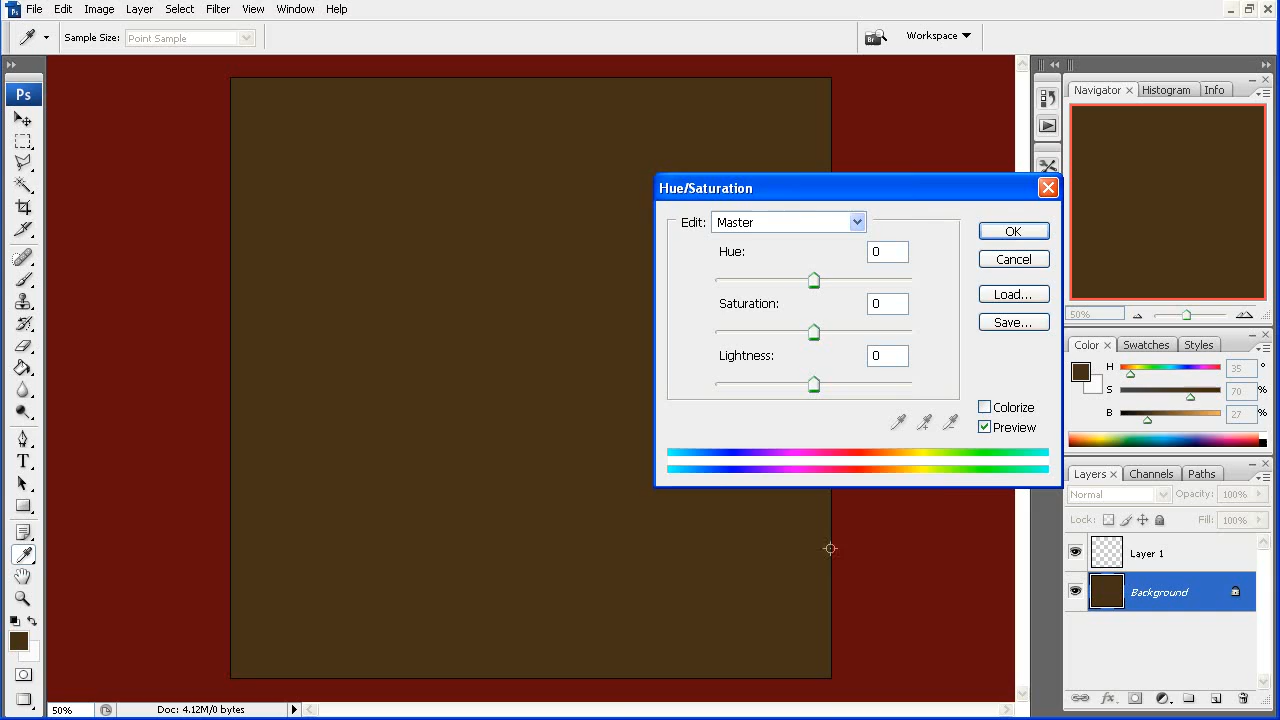 Ps File Edit Image Layer Select Filter View Window Help
Sample Size: Point Sample Br Workspace
Ps
Navigator × Histogram Info
Hue/Saturation
Edit: Master
OK
Hue: 0
Cancel
Load...
Saturation: 0
50%
Save...
Color × Swatches Styles
Lightness: 0
H 35 °
S 70 %
Colorize
B 27 %
Preview
T
Layers × Channels Paths
Normal Opacity: 100%
Lock: Fill: 100%
Layer 1
Background
fx
50% Doc: 4.12M/0 bytes